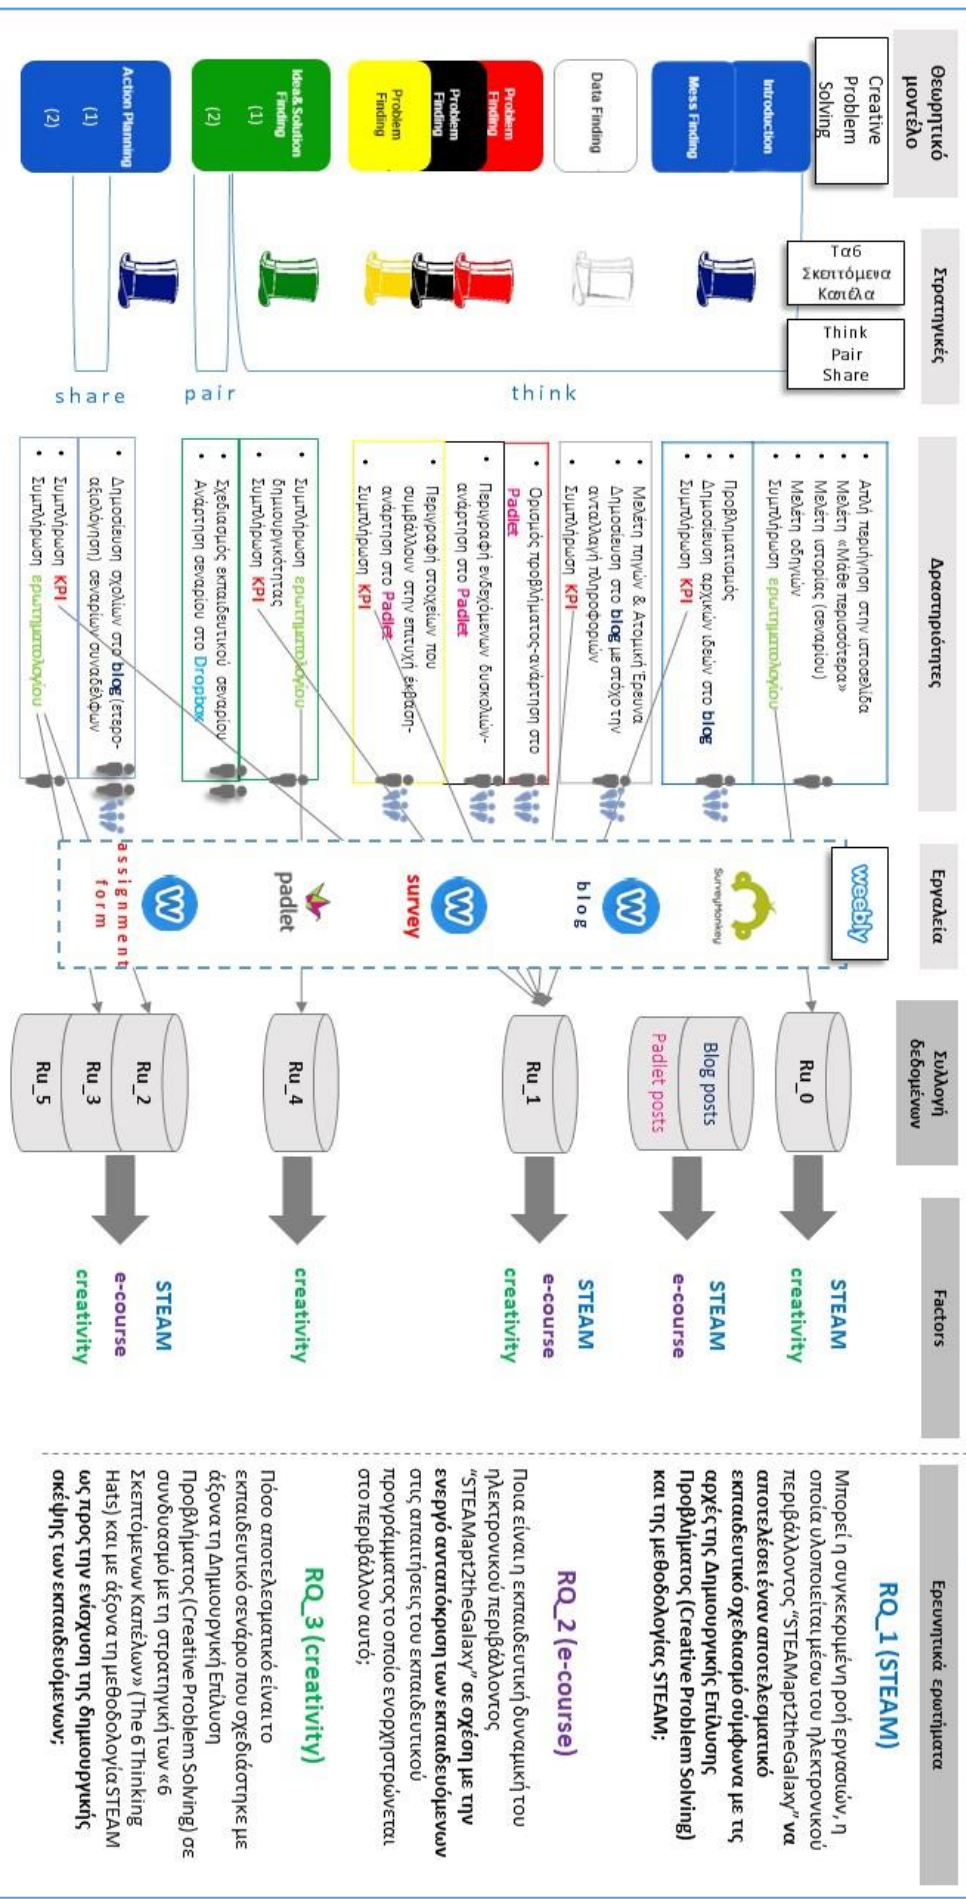 Θεωρητικό
μοντέλο
Στρατηγικές
Δραστηριότητες
Εργαλεία
Συλλογή
δεδομένων
Factors
Ερευνητικά ερωτήματα
Creative
Problem
Solving
Introduction
Mess Finding
Data Finding
Problem
Finding
Problem
Finding
Problem
Finding
Idea&Solution
Finding
(1)
(2)
Action Planning
(1)
(2)
Τα6
Σκεπτόμενα
Καπέλα
Think
Pair
Share
think
pair
share
• Απλή περιήγηση στην ιστοσελίδα
• Μελέτη «Μάθε περισσότερα»
• Μελέτη ιστορίας (σεναρίου)
• Μελέτη οδηγιών
• Συμπλήρωση ερωτηματολογίου
• Προβληματισμός
• Δημοσίευση αρχικών ιδεών στο blog
• Συμπλήρωση KPI
• Μελέτη πηγών & Ατομική Έρευνα
• Δημοσίευση στο blog με στόχο την
ανταλλαγή πληροφοριών
• Συμπλήρωση KPI
• Ορισμός προβλήματος-ανάρτηση στο
Padlet
• Περιγραφή ενδεχόμενων δυσκολιών-
ανάρτηση στο Padlet
• Περιγραφή στοιχείων που
συμβάλλουν στην επιτυχή έκβαση-
ανάρτηση στο Padlet
• Συμπλήρωση KPI
• Συμπλήρωση ερωτηματολογίου
δημιουργικότητας
• Συμπλήρωση KPI
• Σχεδιασμός εκπαιδευτικού σεναρίου
• Ανάρτηση σεναρίου στο Dropbox
• Δημοσίευση σχολίων στο blog (ετερο-
αξιολόγηση) σεναρίων συναδέλφων
• Συμπλήρωση KPI
• Συμπλήρωση ερωτηματολογίου
weebly
SurveyMonkey
blog
survey
padlet
assignment
form
Ru_0
Blog posts
Padlet posts
Ru_1
Ru_4
Ru_2
Ru_3
Ru_5
STEAM
creativity
STEAM
e-course
STEAM
e-course
creativity
creativity
STEAM
e-course
creativity
RQ_1 (STEAM)
Μπορεί η συγκεκριμένη ροή εργασιών, η
οποία υλοποιείται μέσω του ηλεκτρονικού
περιβάλλοντος “STEAMapt2theGalaxy” να
αποτελέσει έναν αποτελεσματικό
εκπαιδευτικό σχεδιασμό σύμφωνα με τις
αρχές της Δημιουργικής Επίλυσης
Προβλήματος (Creative Problem Solving)
και της μεθοδολογίας STEAM;
RQ_2 (e-course)
Ποια είναι η εκπαιδευτική δυναμική του
ηλεκτρονικού περιβάλλοντος
“STEAMapt2theGalaxy” σε σχέση με την
ενεργό ανταπόκριση των εκπαιδευόμενων
στις απαιτήσεις του εκπαιδευτικού
προγράμματος το οποίο ενορχηστρώνεται
στο περιβάλλον αυτό;
RQ_3 (creativity)
Πόσο αποτελεσματικό είναι το
εκπαιδευτικό σενάριο που σχεδιάστηκε με
άξονα τη Δημιουργική Επίλυση
Προβλήματος (Creative Problem Solving) σε
συνδυασμό με τη στρατηγική των «6
Σκεπτόμενων Καπέλων» (The 6 Thinking
Hats) και με άξονα τη μεθοδολογία STEAM
ως προς την ενίσχυση της δημιουργικής
σκέψης των εκπαιδευόμενων;